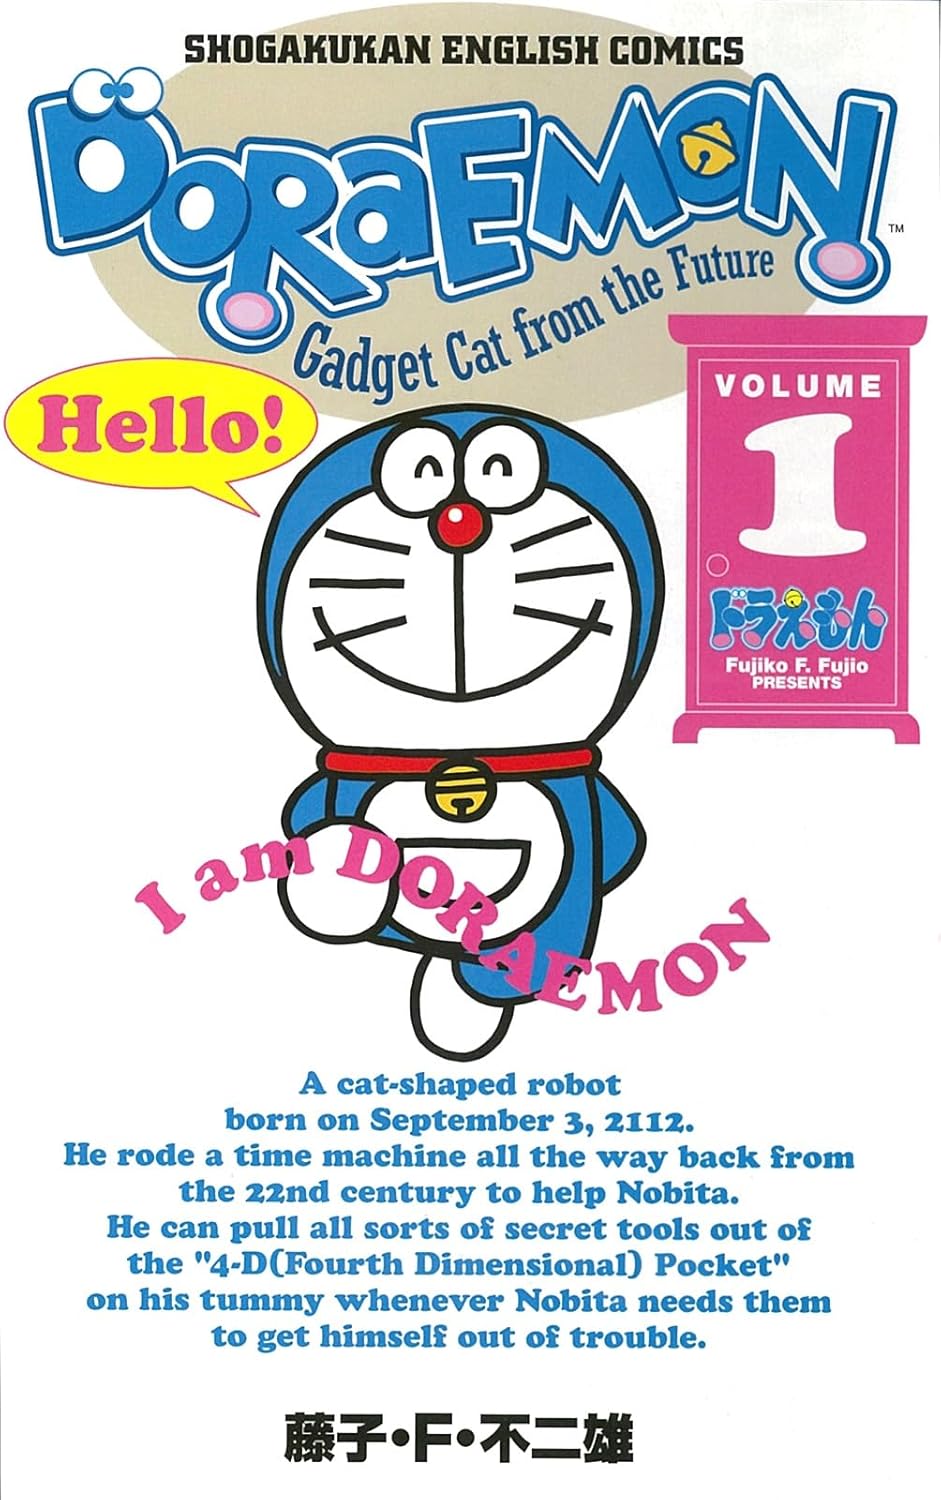 SHOGAKUKAN ENGLISH COMICS
DORAEMON
™
Gadget Cat from the Future
Hello!
VOLUME
1
ドラえもん
Fujiko F. Fujio
PRESENTS
I am DORAEMON
A cat-shaped robot
born on September 3, 2112.
He rode a time machine all the way back from
the 22nd century to help Nobita.
He can pull all sorts of secret tools out of
the "4-D(Fourth Dimensional) Pocket"
on his tummy whenever Nobita needs them
to get himself out of trouble.
藤子・F・不二雄